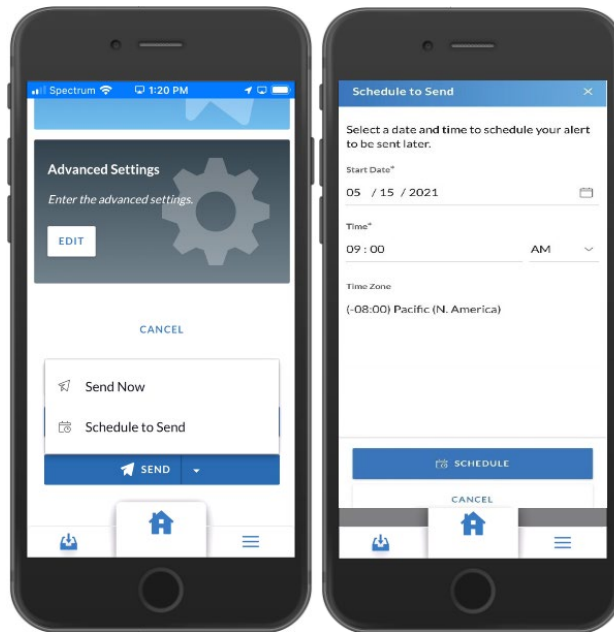 Spectrum 1:20 PM
Advanced Settings
Enter the advanced settings.
EDIT
CANCEL
Send Now
Schedule to Send
SEND
Schedule to Send
Select a date and time to schedule your alert
to be sent later.
Start Date*
05 / 15 / 2021
Time*
09 : 00 AM
Time Zone
(-08:00) Pacific (N. America)
SCHEDULE
CANCEL